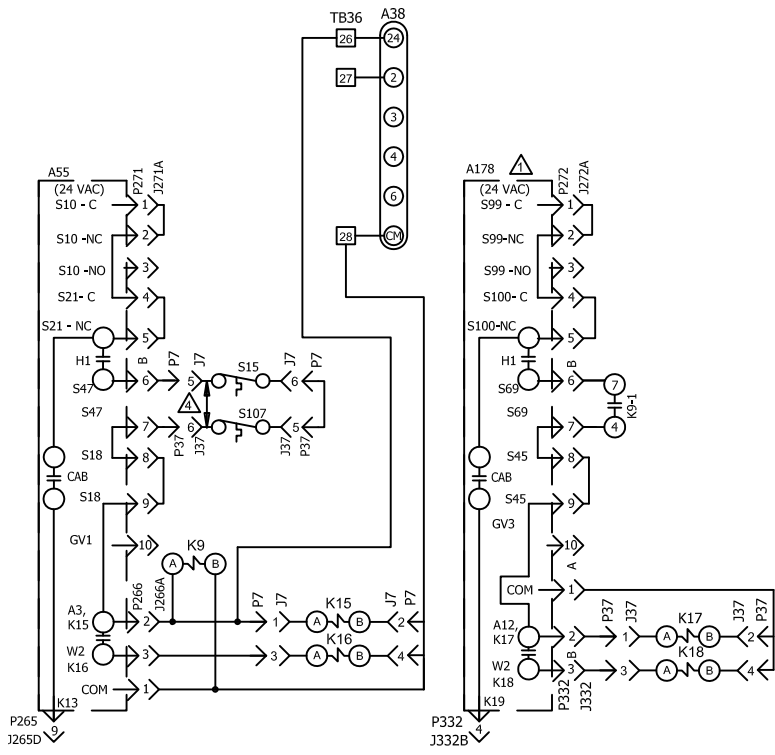 TB36 A38
26 24
27 2
3
4
6
28 CM
A55
(24 VAC)
P271
J271A
S10 - C 1
S10 -NC 2
S10 -NO 3
S21- C 4
S21 - NC 5
H1
B
S47 6 P7 J7 5 S15 6 J7 P7
4
S47 7 P37 6 J37 S107 J37 5 P37
S18 8
CAB
S18 9
GV1 10
K9
A B
P266
J266A
A3,
K15 2 P7 1 J7 A K15 B J7 2 P7
W2
K16 3 3 A K16 B 4
COM 1
K13
P265
9
J265D
A178 1
(24 VAC)
P272
J272A
S99 - C 1
S99-NC 2
S99 -NO 3
S100- C 4
S100-NC 5
H1
B
S69 6 7
K9-1
S69 7 4
S45 8
CAB
S45 9
GV3 10
A
COM 1
A12,
K17 2 P37 1 J37 A K17 B J37 2 P37
W2
K18 3 B 3 A K18 B 4
P332
J332
K19
P332
4
J332B